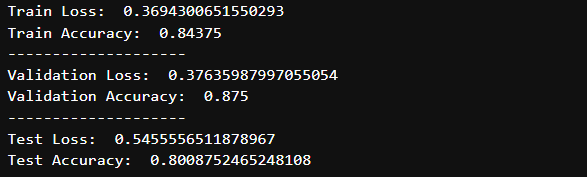 Train Loss:  0.3694300651550293
Train Accuracy:  0.84375
--------------------
Validation Loss:  0.37635987997055054
Validation Accuracy:  0.875
--------------------
Test Loss:  0.5455556511878967
Test Accuracy:  0.8008752465248108